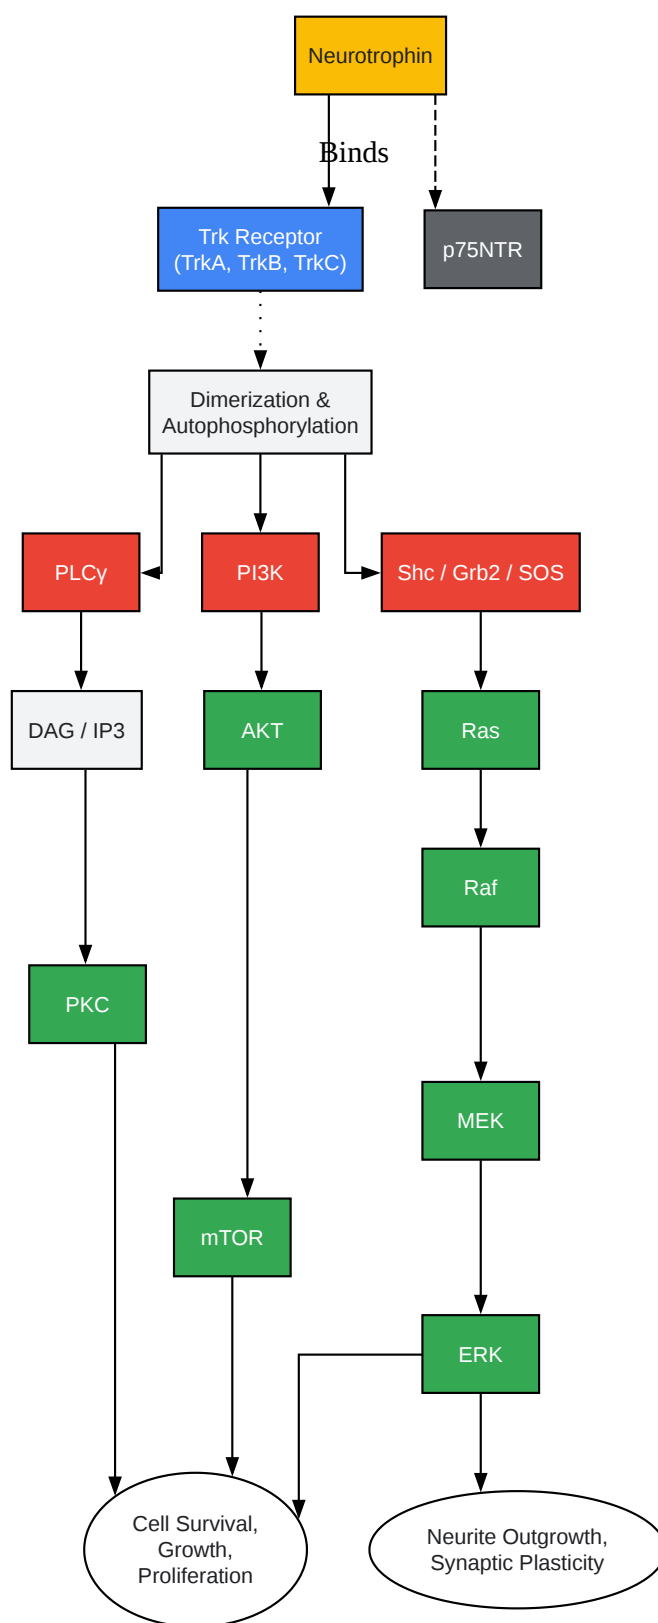 Neurotrophin
Binds
Trk Receptor
(TrkA, TrkB, TrkC)
p75NTR
Dimerization &
Autophosphorylation
PLCγ
PI3K
Shc / Grb2 / SOS
DAG / IP3
AKT
Ras
Raf
PKC
MEK
mTOR
ERK
Cell Survival,
Growth,
Proliferation
Neurite Outgrowth,
Synaptic Plasticity